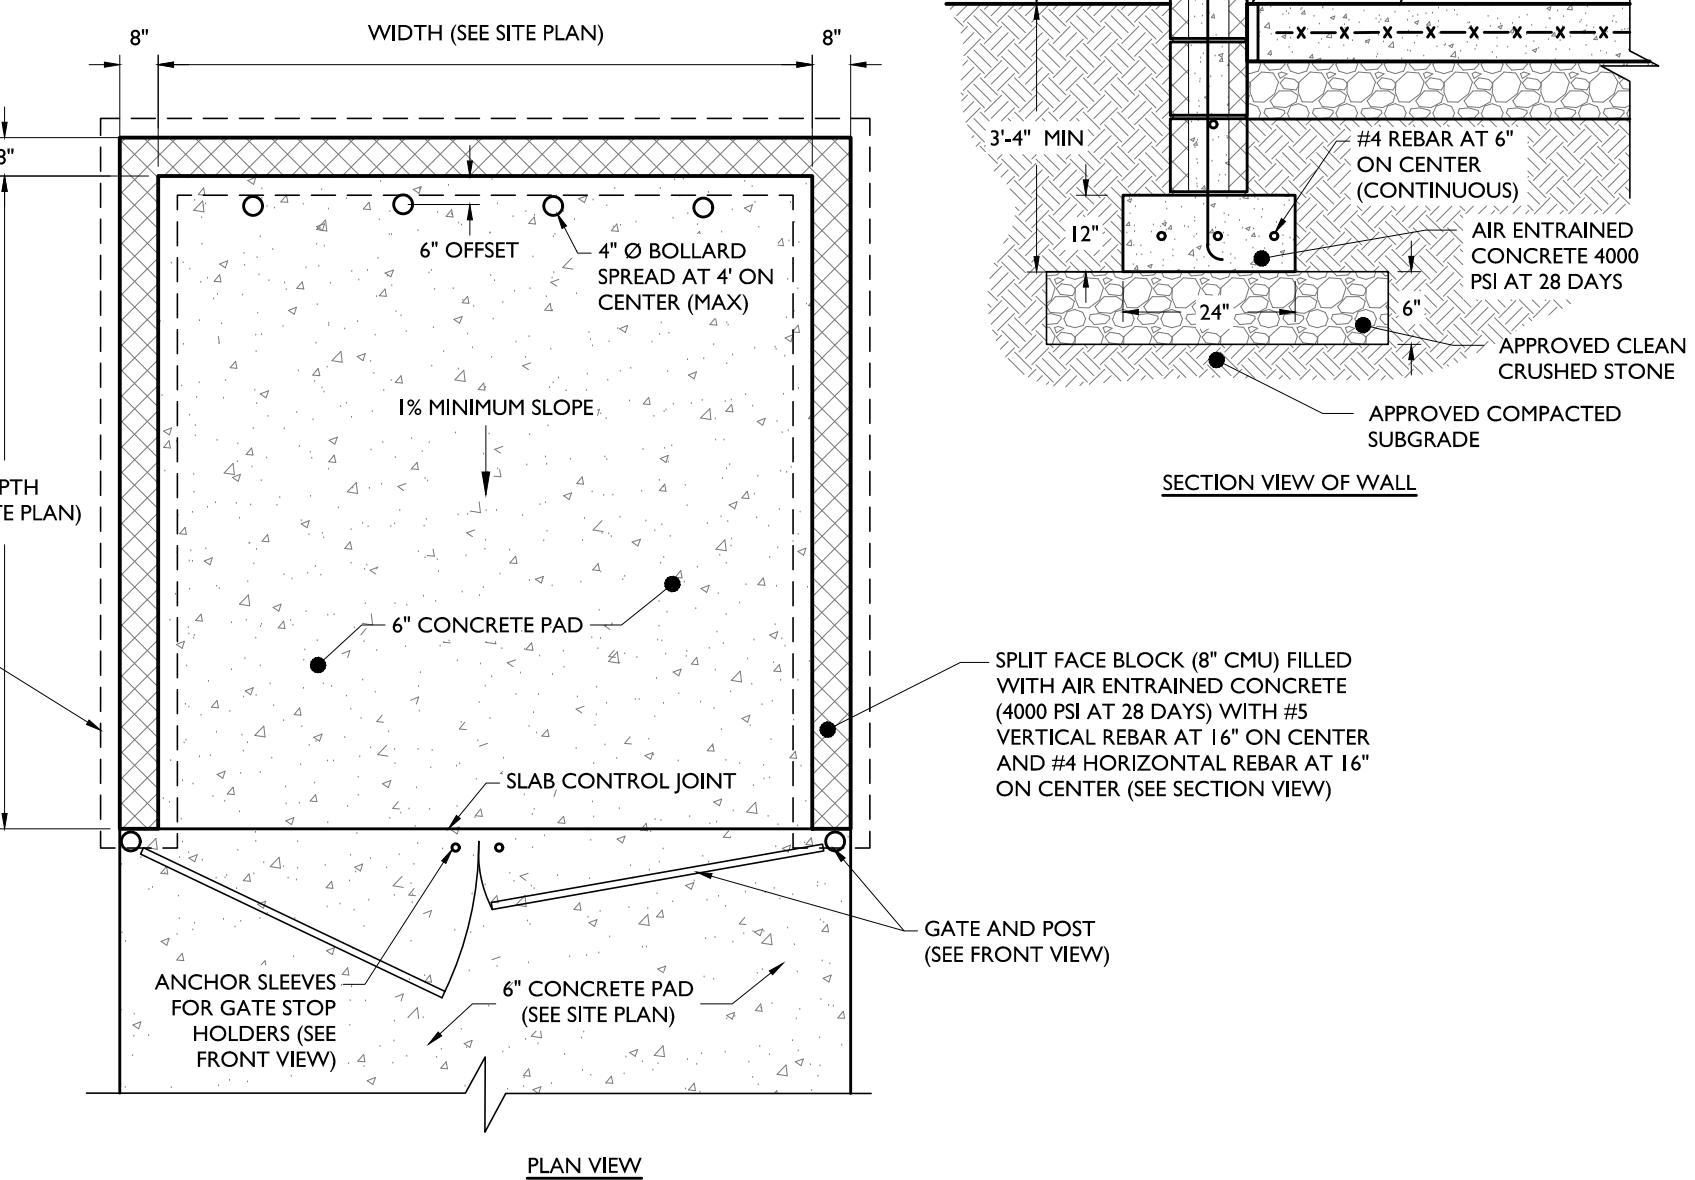 8"
WIDTH (SEE SITE PLAN)
8"
8"
6" OFFSET
4" Ø BOLLARD
SPREAD AT 4' ON
CENTER (MAX)
1% MINIMUM SLOPE
PTH
TE PLAN)
6" CONCRETE PAD
SLAB CONTROL JOINT
ANCHOR SLEEVES
FOR GATE STOP
HOLDERS (SEE
FRONT VIEW)
6" CONCRETE PAD
(SEE SITE PLAN)
GATE AND POST
(SEE FRONT VIEW)
SPLIT FACE BLOCK (8" CMU) FILLED
WITH AIR ENTRAINED CONCRETE
(4000 PSI AT 28 DAYS) WITH #5
VERTICAL REBAR AT 16" ON CENTER
AND #4 HORIZONTAL REBAR AT 16"
ON CENTER (SEE SECTION VIEW)
PLAN VIEW
x x x x x x x x
3'-4" MIN
#4 REBAR AT 6"
ON CENTER
(CONTINUOUS)
12"
AIR ENTRAINED
CONCRETE 4000
PSI AT 28 DAYS
24"
6"
APPROVED CLEAN
CRUSHED STONE
APPROVED COMPACTED
SUBGRADE
SECTION VIEW OF WALL